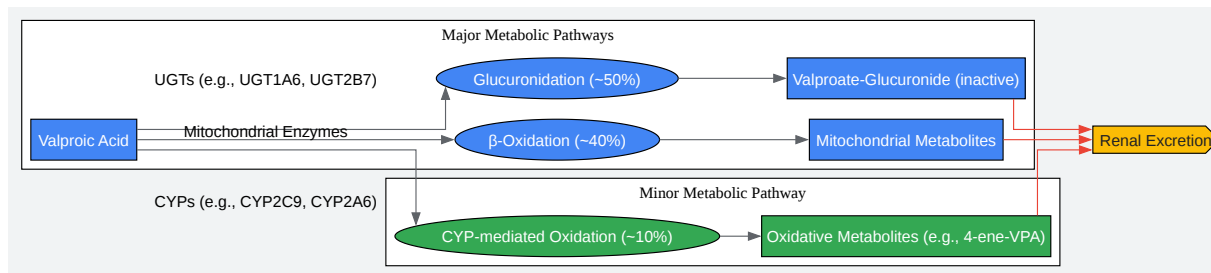 Major Metabolic Pathways
UGTs (e.g., UGT1A6, UGT2B7)
Glucuronidation (~50%)
Valproate-Glucuronide (inactive)
Valproic Acid
Mitochondrial Enzymes
β-Oxidation (~40%)
Mitochondrial Metabolites
Renal Excretion
Minor Metabolic Pathway
CYPs (e.g., CYP2C9, CYP2A6)
CYP-mediated Oxidation (~10%)
Oxidative Metabolites (e.g., 4-ene-VPA)